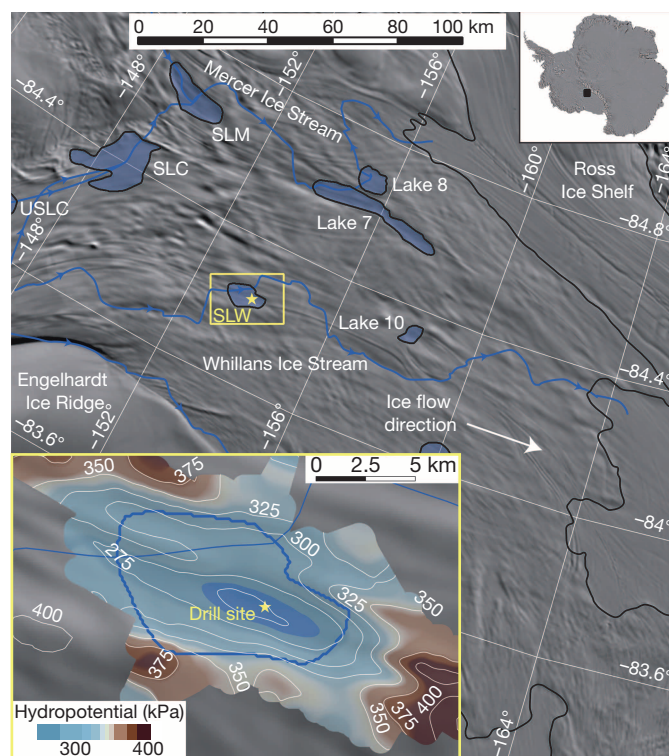 0 20 40 60 80 100 km
−148°
−152°
−156°
−84.4°
Mercer Ice Stream
SLM
SLC
USLC
−148°
Lake 8
Lake 7
−160°
Ross
Ice Shelf
−164°
−84.8°
SLW
Lake 10
Whillans Ice Stream
−84.4°
Engelhardt
Ice Ridge
−152°
−156°
−83.6°
Ice flow
direction
−84°
−83.6°
−164°
0 2.5 5 km
350
375
325
300
275
325
350
Drill site
400
375
350
350
375
400
Hydropotential (kPa)
300 400